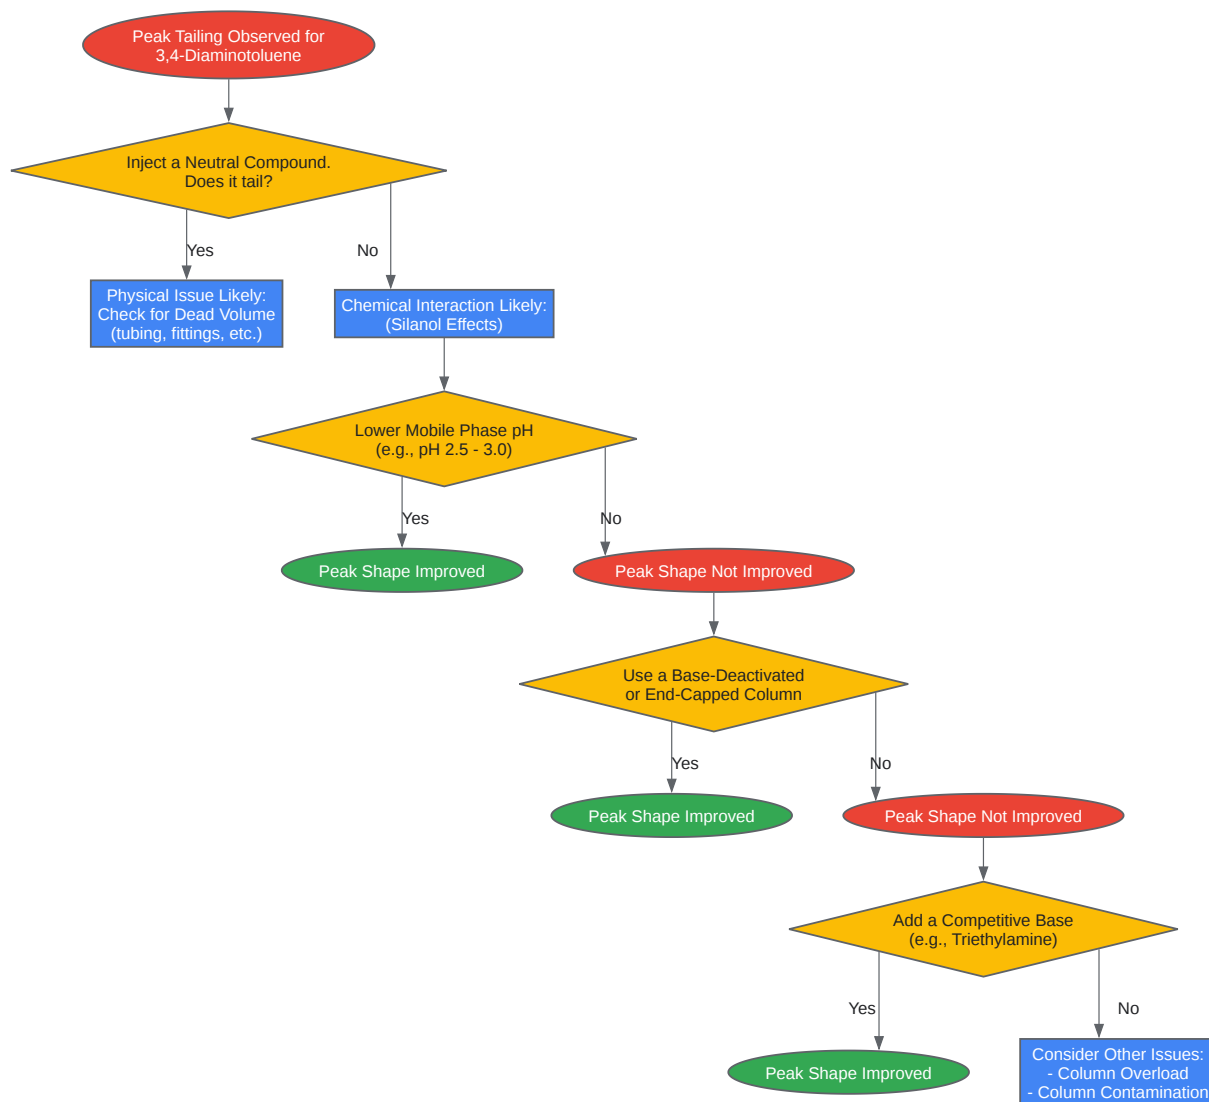 Peak Tailing Observed for
3,4-Diaminotoluene
Inject a Neutral Compound.
Does it tail?
Yes
No
Physical Issue Likely:
Check for Dead Volume
(tubing, fittings, etc.)
Chemical Interaction Likely:
(Silanol Effects)
Lower Mobile Phase pH
(e.g., pH 2.5 - 3.0)
Yes
No
Peak Shape Improved
Peak Shape Not Improved
Use a Base-Deactivated
or End-Capped Column
Yes
No
Peak Shape Improved
Peak Shape Not Improved
Add a Competitive Base
(e.g., Triethylamine)
Yes
No
Peak Shape Improved
Consider Other Issues:
- Column Overload
- Column Contamination